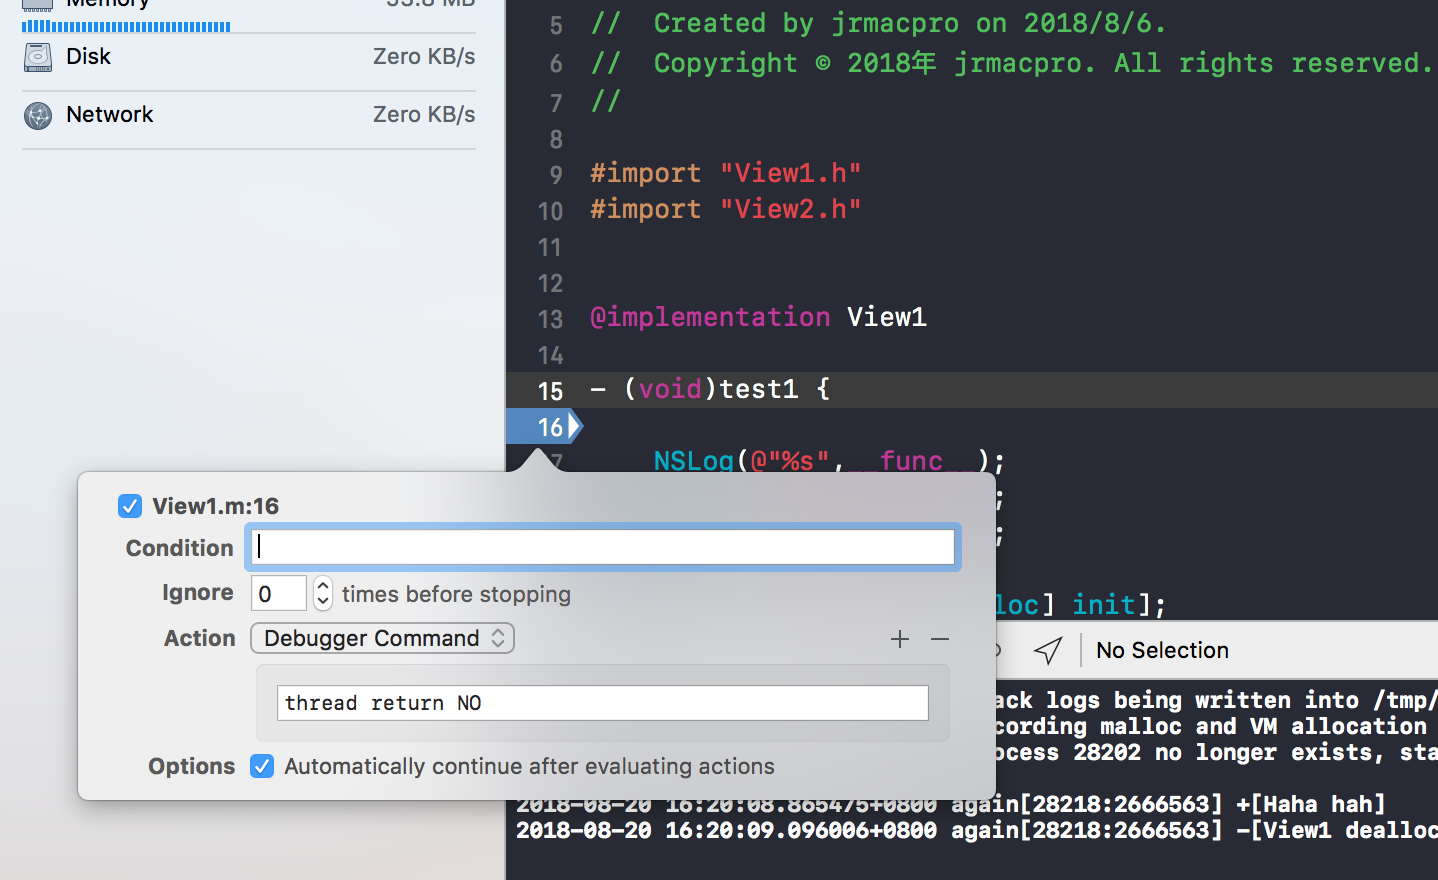 Memory 53.8 MB
Disk Zero KB/s
Network Zero KB/s
5 //  Created by jrmacpro on 2018/8/6.
6 //  Copyright © 2018年 jrmacpro. All rights reserved.
7 //
8
9 #import "View1.h"
10 #import "View2.h"
11
12
13 @implementation View1
14
15 - (void)test1 {
16
17 NSLog(@"%s", __func__);
;
;
loc] init];
View1.m:16
Condition
Ignore 0 times before stopping
Action Debugger Command
thread return NO
Options Automatically continue after evaluating actions
No Selection
ack logs being written into /tmp/
cording malloc and VM allocation
ocess 28202 no longer exists, sta
2018-08-20 16:20:08.865475+0800 again[28218:2666563] +[Haha hah]
2018-08-20 16:20:09.096006+0800 again[28218:2666563] -[View1 dealloc